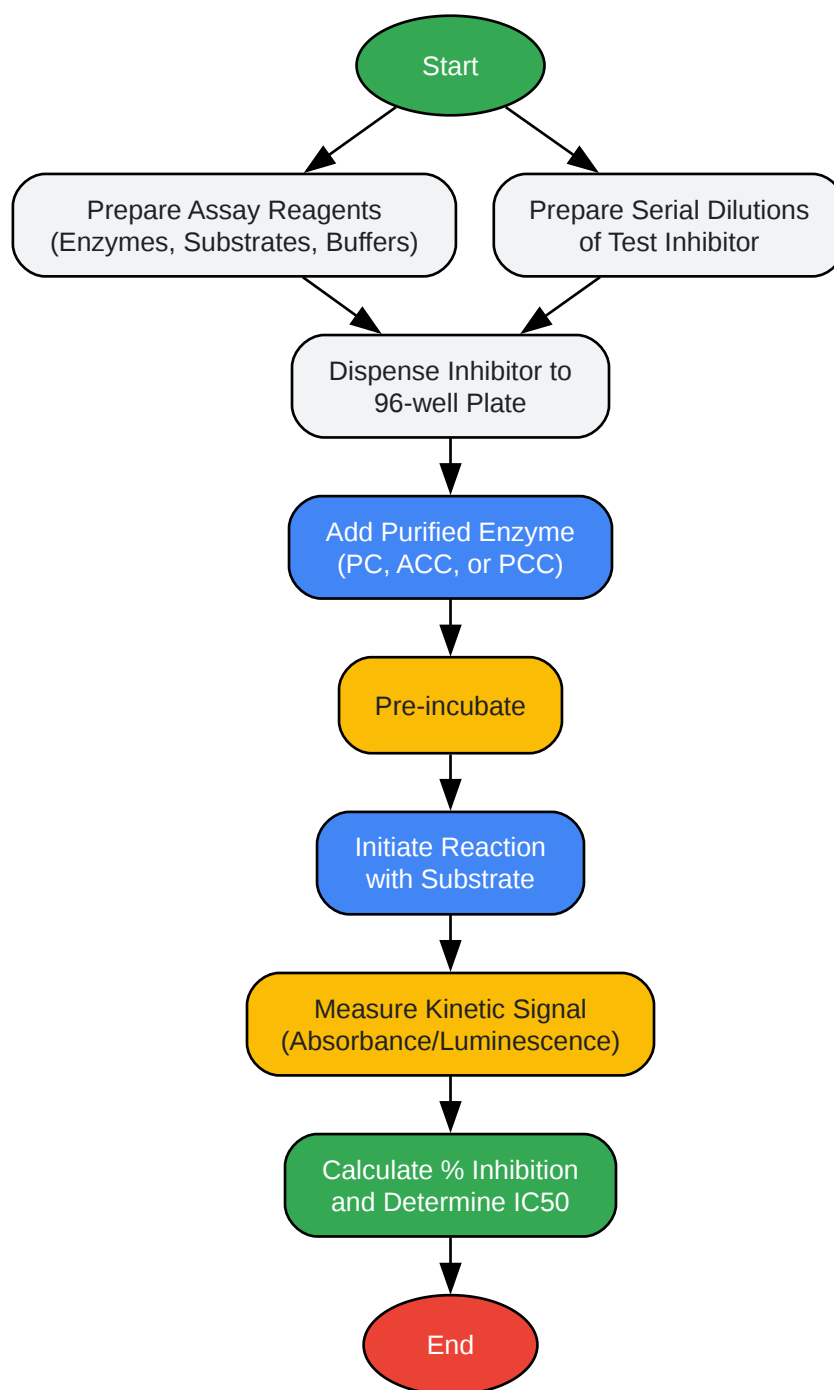 Start
Prepare Assay Reagents
(Enzymes, Substrates, Buffers)
Prepare Serial Dilutions
of Test Inhibitor
Dispense Inhibitor to
96-well Plate
Add Purified Enzyme
(PC, ACC, or PCC)
Pre-incubate
Initiate Reaction
with Substrate
Measure Kinetic Signal
(Absorbance/Luminescence)
Calculate % Inhibition
and Determine IC50
End